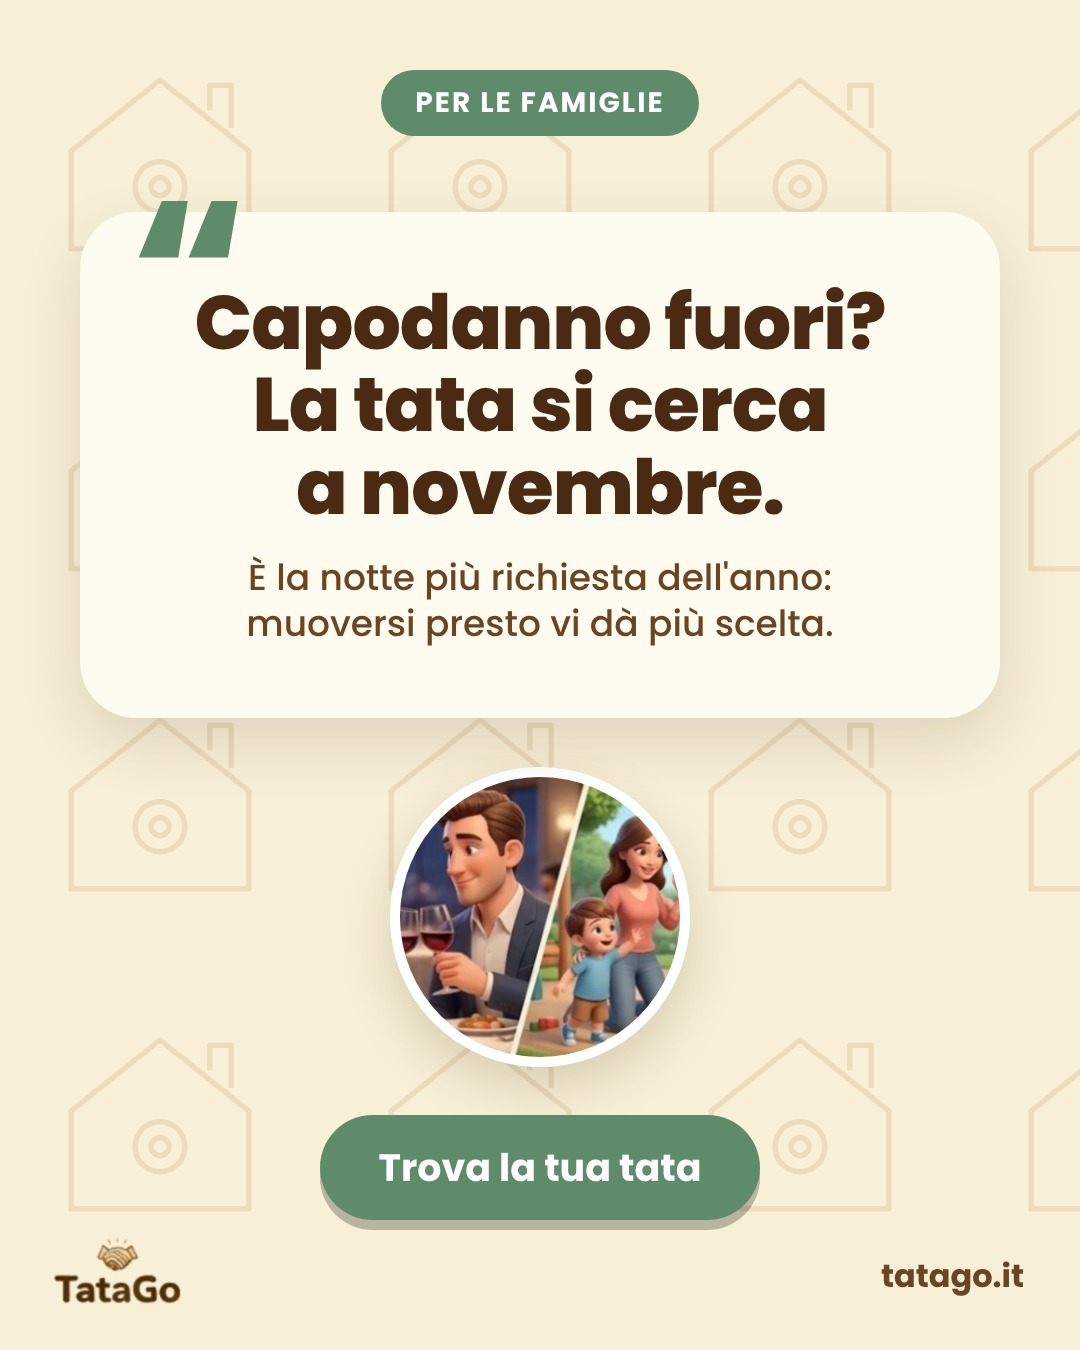 PER LE FAMIGLIE
"
Capodanno fuori?
La tata si cerca
a novembre.
È la notte più richiesta dell'anno:
muoversi presto vi dà più scelta.
Trova la tua tata
TataGo
tatago.it